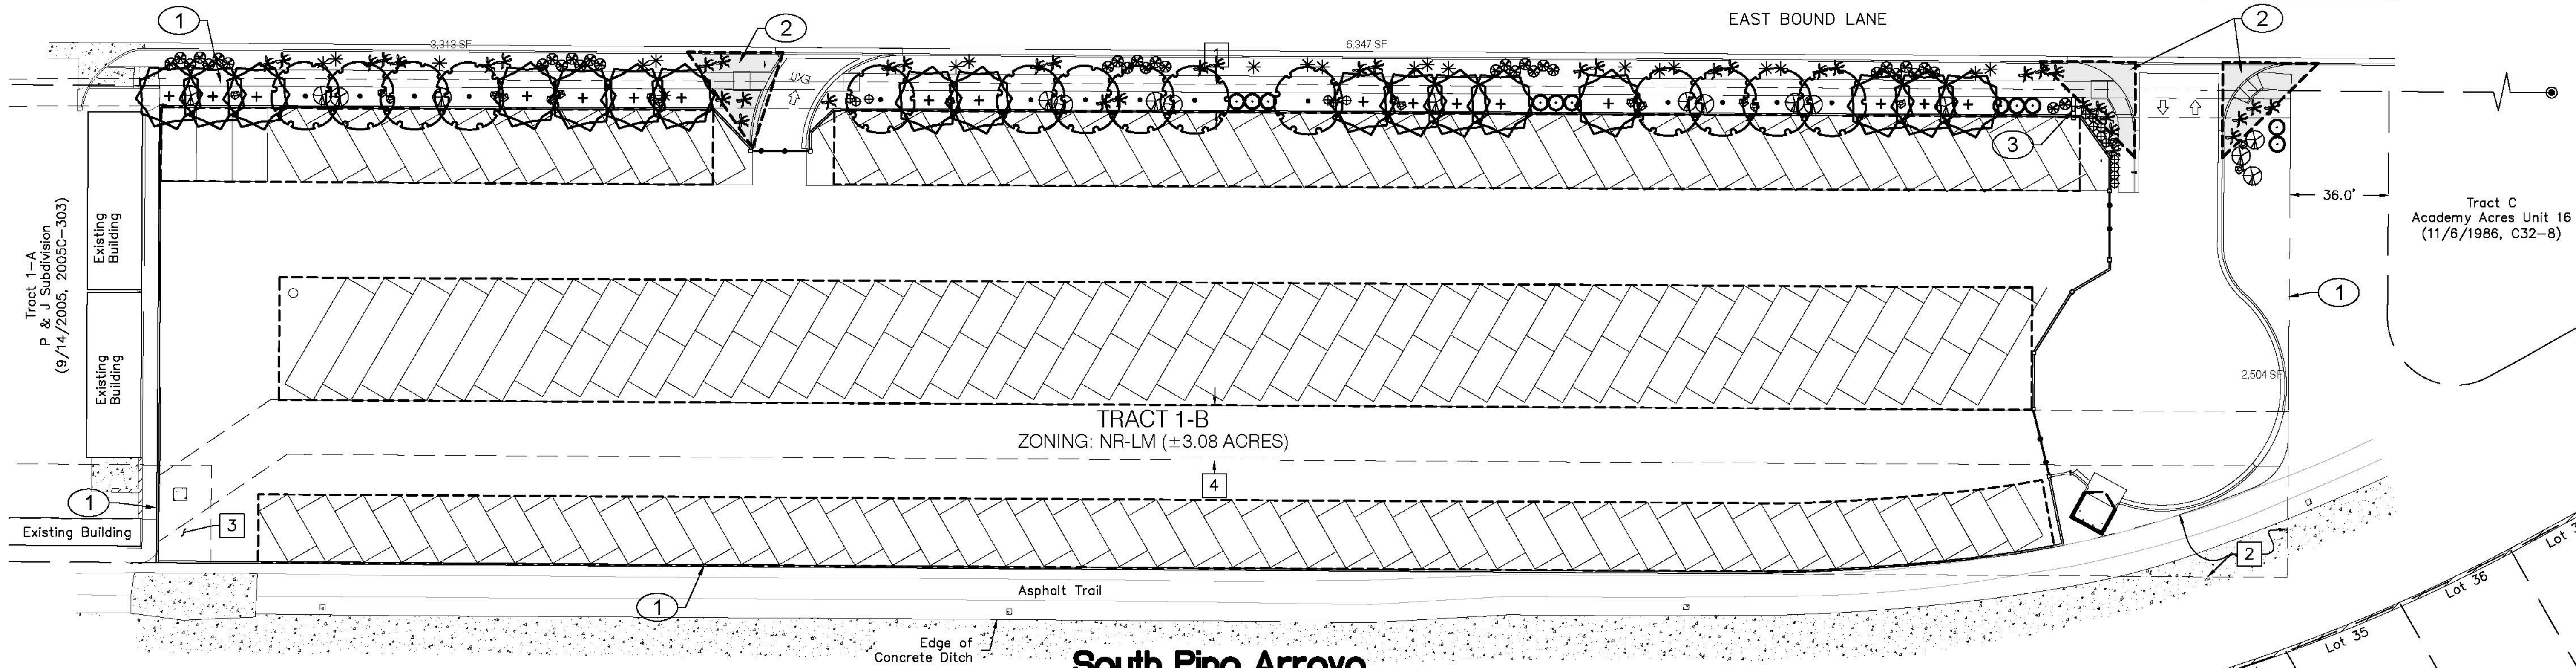 EAST BOUND LANE
1
2
2
3,313 SF
1
6,347 SF
EXIT
3
36.0'
Tract C
Academy Acres Unit 16
(11/6/1986, C32-8)
Tract 1-A
P & J Subdivision
(9/14/2005, 2005C-303)
Existing
Building
Existing
Building
1
2,504 SF
TRACT 1-B
ZONING: NR-LM (±3.08 ACRES)
4
1
3
Existing Building
2
Asphalt Trail
1
Edge of
Concrete Ditch
South Pino Arroyo
Lot 35
Lot 36
Lot